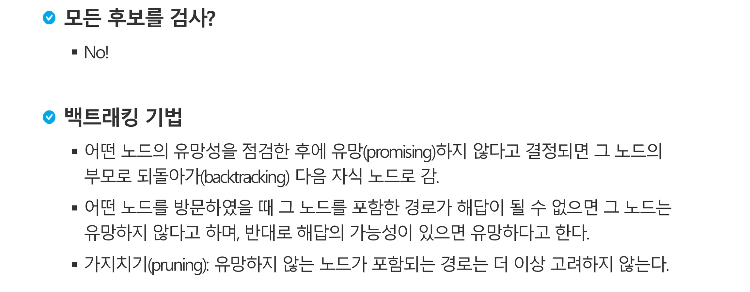 모든 후보를 검사?
▪ No!
백트래킹 기법
▪ 어떤 노드의 유망성을 점검한 후에 유망(promising)하지 않다고 결정되면 그 노드의
부모로 되돌아가(backtracking) 다음 자식 노드로 감.
▪ 어떤 노드를 방문하였을 때 그 노드를 포함한 경로가 해답이 될 수 없으면 그 노드는
유망하지 않다고 하며, 반대로 해답의 가능성이 있으면 유망하다고 한다.
▪ 가지치기(pruning): 유망하지 않는 노드가 포함되는 경로는 더 이상 고려하지 않는다.